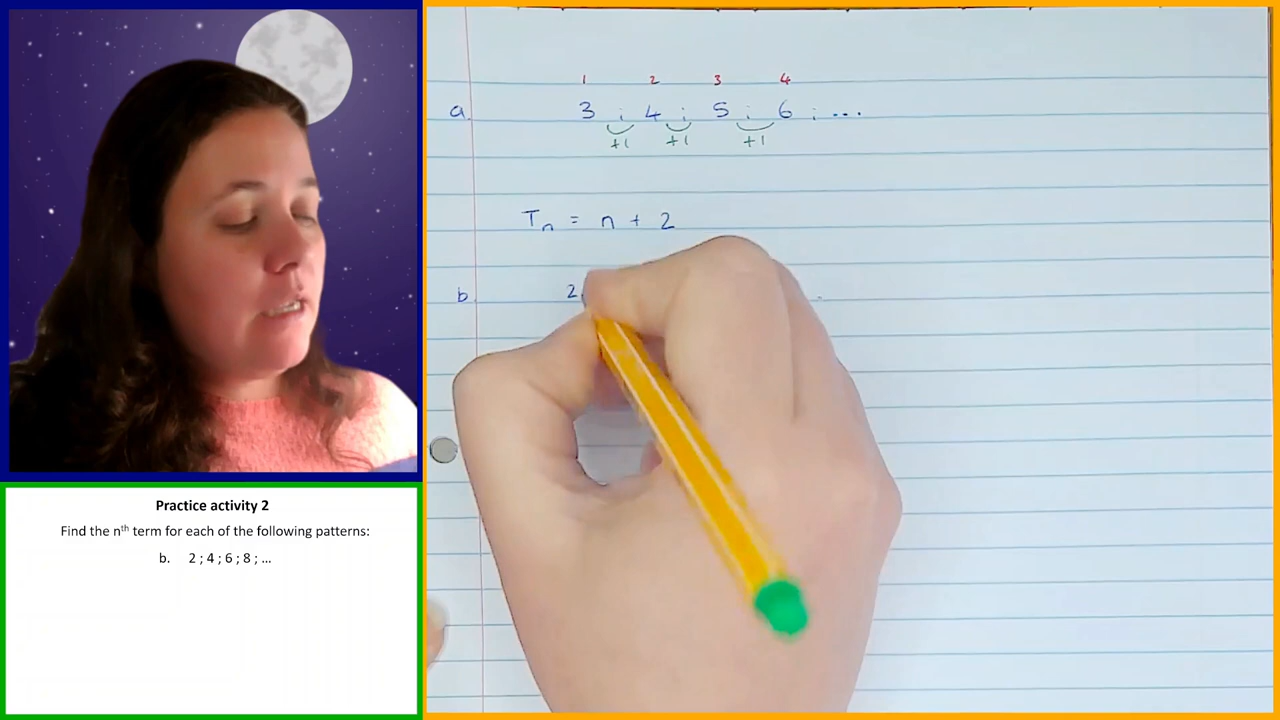 1 2 3 4
a. 3 ; 4 ; 5 ; 6 ; ...
+1 +1 +1
Tn = n + 2
b. 2
Practice activity 2
Find the nth term for each of the following patterns:
b. 2 ; 4 ; 6 ; 8 ; ...